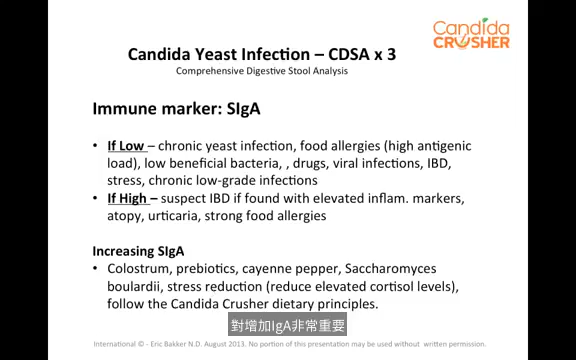 Candida
CRUSHER
Candida Yeast Infection – CDSA x 3
Comprehensive Digestive Stool Analysis
Immune marker: SIgA
• If Low – chronic yeast infection, food allergies (high antigenic
load), low beneficial bacteria, , drugs, viral infections, IBD,
stress, chronic low-grade infections
• If High – suspect IBD if found with elevated inflam. markers,
atopy, urticaria, strong food allergies
Increasing SIgA
• Colostrum, prebiotics, cayenne pepper, Saccharomyces
boulardii, stress reduction (reduce elevated cortisol levels),
follow the Candida Crusher dietary principles.
對增加IgA非常重要
International © - Eric Bakker N.D. August 2013. No portion of this presentation may be used without written permission.